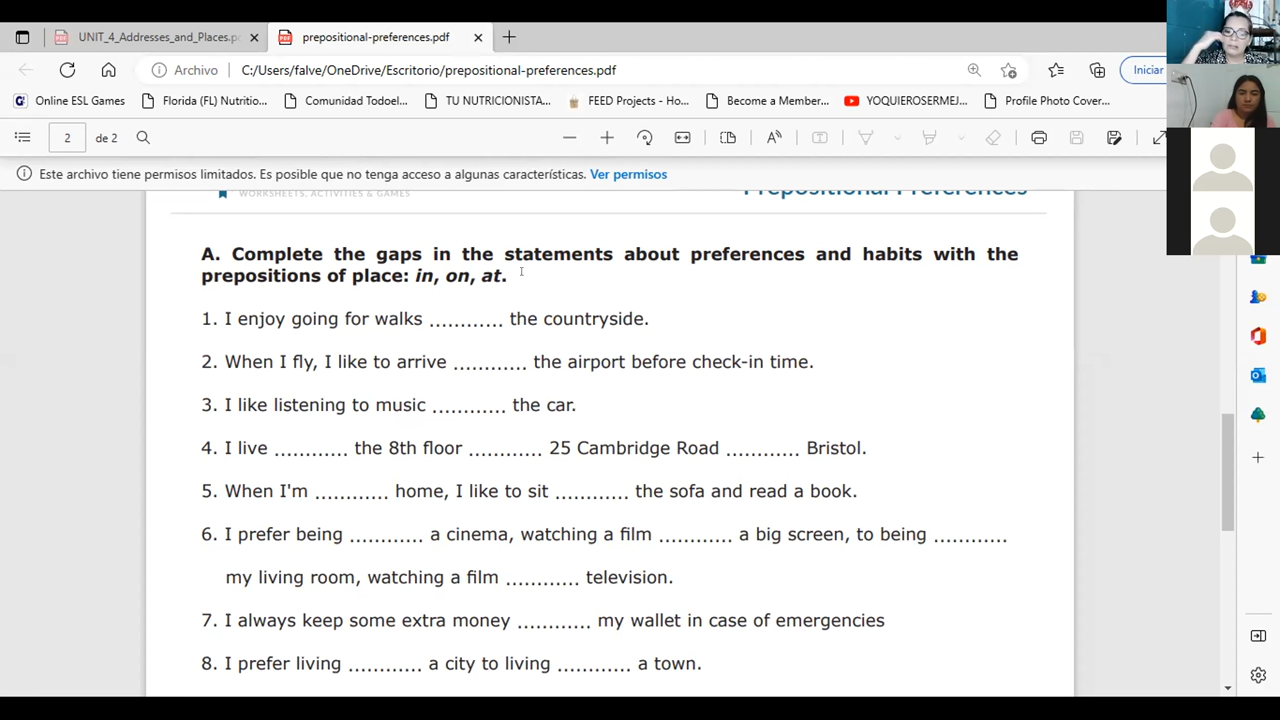 UNIT_4_Addresses_and_Places.p
prepositional-preferences.pdf
Archivo
C:/Users/falve/OneDrive/Escritorio/prepositional-preferences.pdf
Iniciar
Online ESL Games
Florida (FL) Nutritio...
Comunidad Todoel...
TU NUTRICIONISTA...
FEED Projects - Ho...
Become a Member...
YOQUIEROSERMEJ...
Profile Photo Cover...
2
de 2
Este archivo tiene permisos limitados. Es posible que no tenga acceso a algunas características. Ver permisos
WORKSHEETS, ACTIVITIES & GAMES
Prepositional Preferences
A. Complete the gaps in the statements about preferences and habits with the
prepositions of place: in, on, at.
1. I enjoy going for walks ............ the countryside.
2. When I fly, I like to arrive ............ the airport before check-in time.
3. I like listening to music ............ the car.
4. I live ............ the 8th floor ............ 25 Cambridge Road ............ Bristol.
5. When I'm ............ home, I like to sit ............ the sofa and read a book.
6. I prefer being ............ a cinema, watching a film ............ a big screen, to being ............
my living room, watching a film ............ television.
7. I always keep some extra money ............ my wallet in case of emergencies
8. I prefer living ............ a city to living ............ a town.